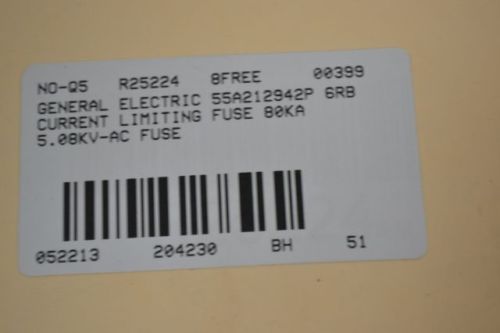 NO-Q5 R25224 8FREE 00399
GENERAL ELECTRIC 55A212942P 6RB
CURRENT LIMITING FUSE 80KA
5.08KV-AC FUSE
052213 204230 BH 51